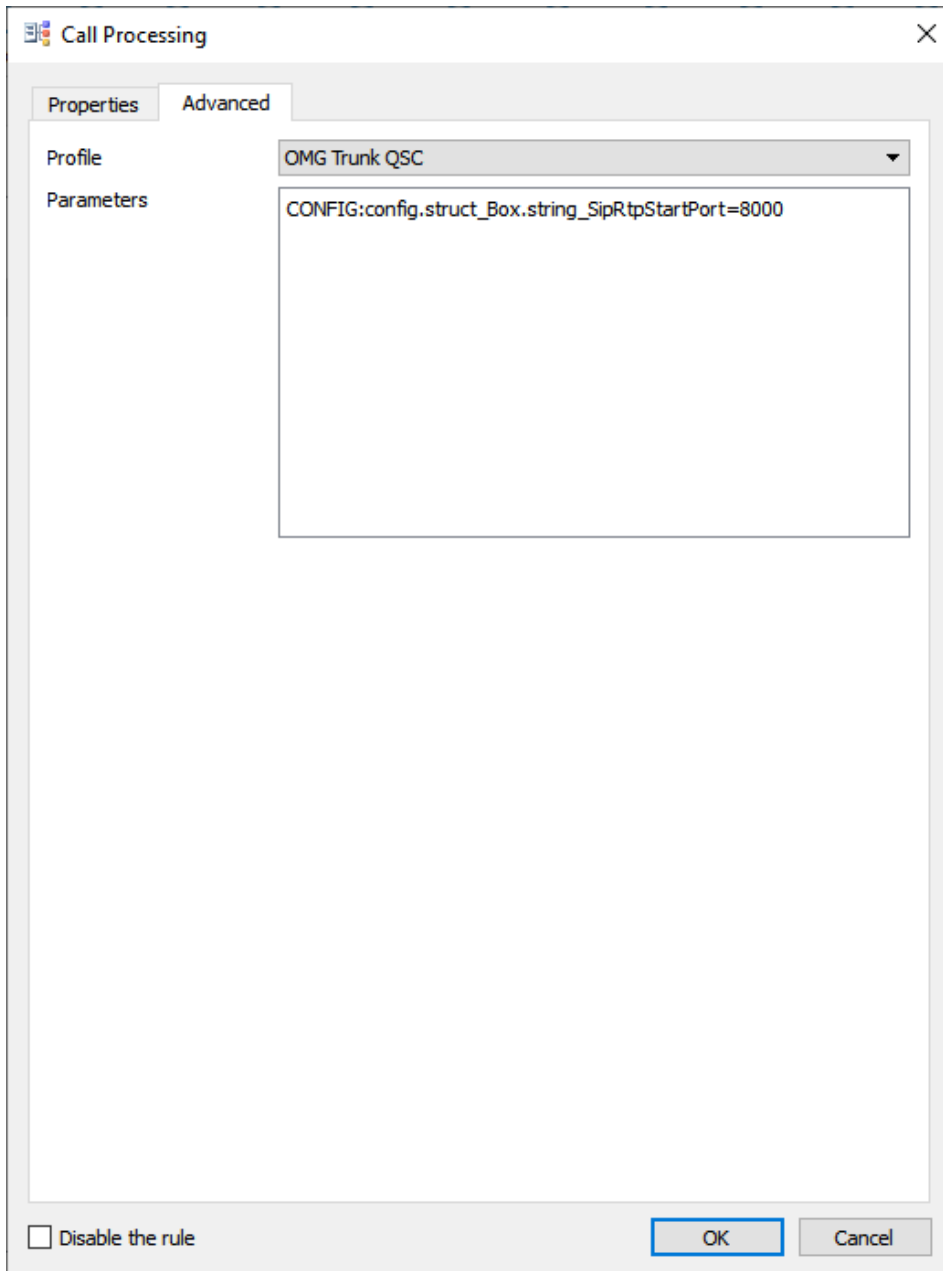 Call Processing
Properties
Advanced
Profile
OMG Trunk QSC
Parameters
CONFIG:config.struct_Box.string_SipRtpStartPort=8000
Disable the rule
OK
Cancel